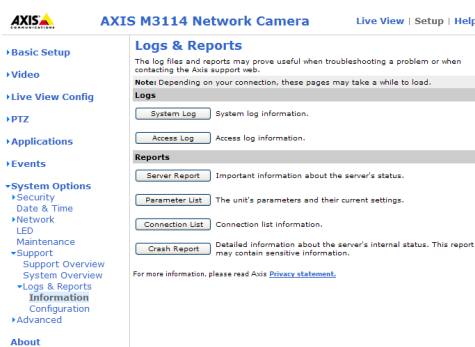 AXIS
COMMUNICATIONS
AXIS M3114 Network Camera
Live View | Setup | Help
Basic Setup
Video
Live View Config
PTZ
Applications
Events
System Options
Security
Date & Time
Network
LED
Maintenance
Support
Support Overview
System Overview
Logs & Reports
Information
Configuration
Advanced
About
Logs & Reports
The log files and reports may prove useful when troubleshooting a problem or when
contacting the Axis support web.
Note: Depending on your connection, these pages may take a while to load.
Logs
System Log System log information.
Access Log Access log information.
Reports
Server Report Important information about the server's status.
Parameter List The unit's parameters and their current settings.
Connection List Connection list information.
Crash Report Detailed information about the server's internal status. This report
may contain sensitive information.
For more information, please read Axis Privacy statement.